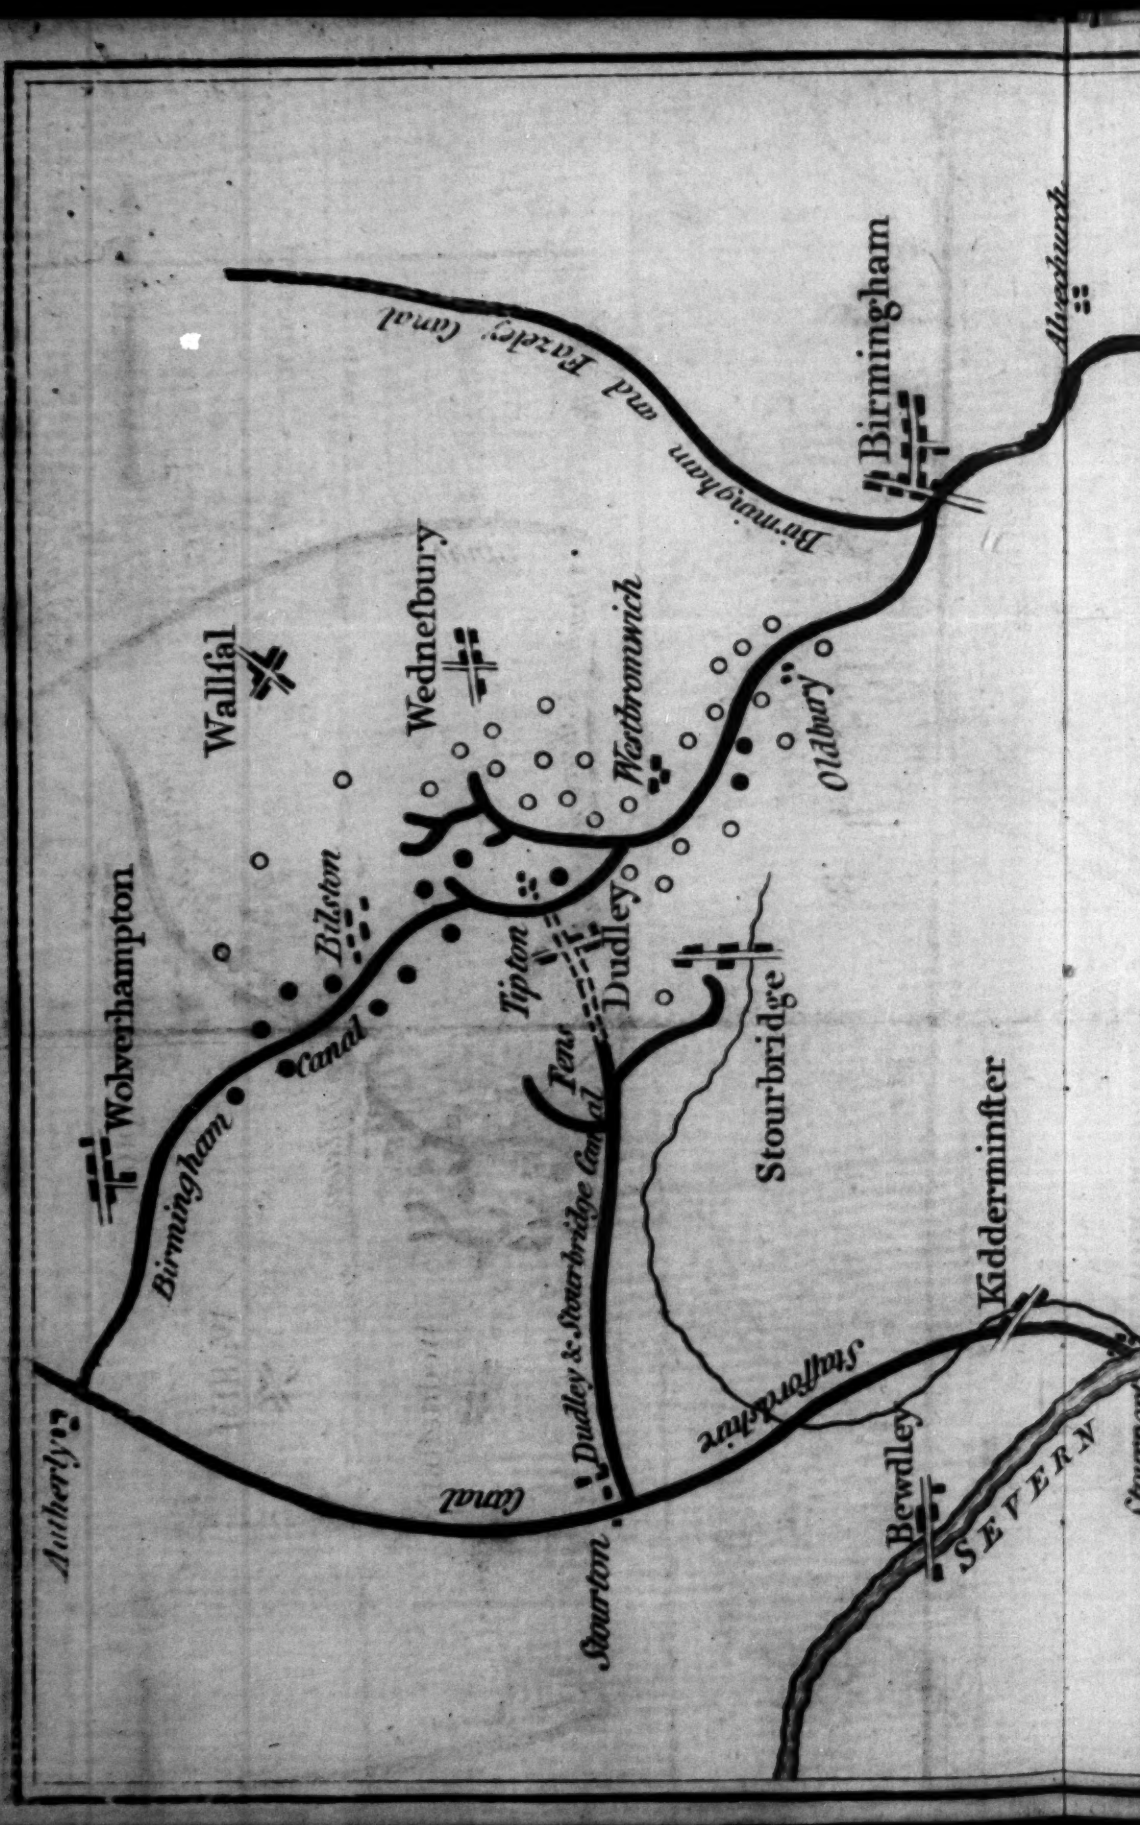 Autherly
Wolverhampton
Birmingham
Canal
Wallſal
Bilston
Wedneſbury
Birmingham and Fazeley Canal
Tipton
Westbromwich
Dudley
Fens
Dudley & Stourbridge Canal
Oldbury
Birmingham
Alvechurch
Stourbridge
Stourton
Staffordshire
Canal
Kidderminſter
Bewdley
SEVERN